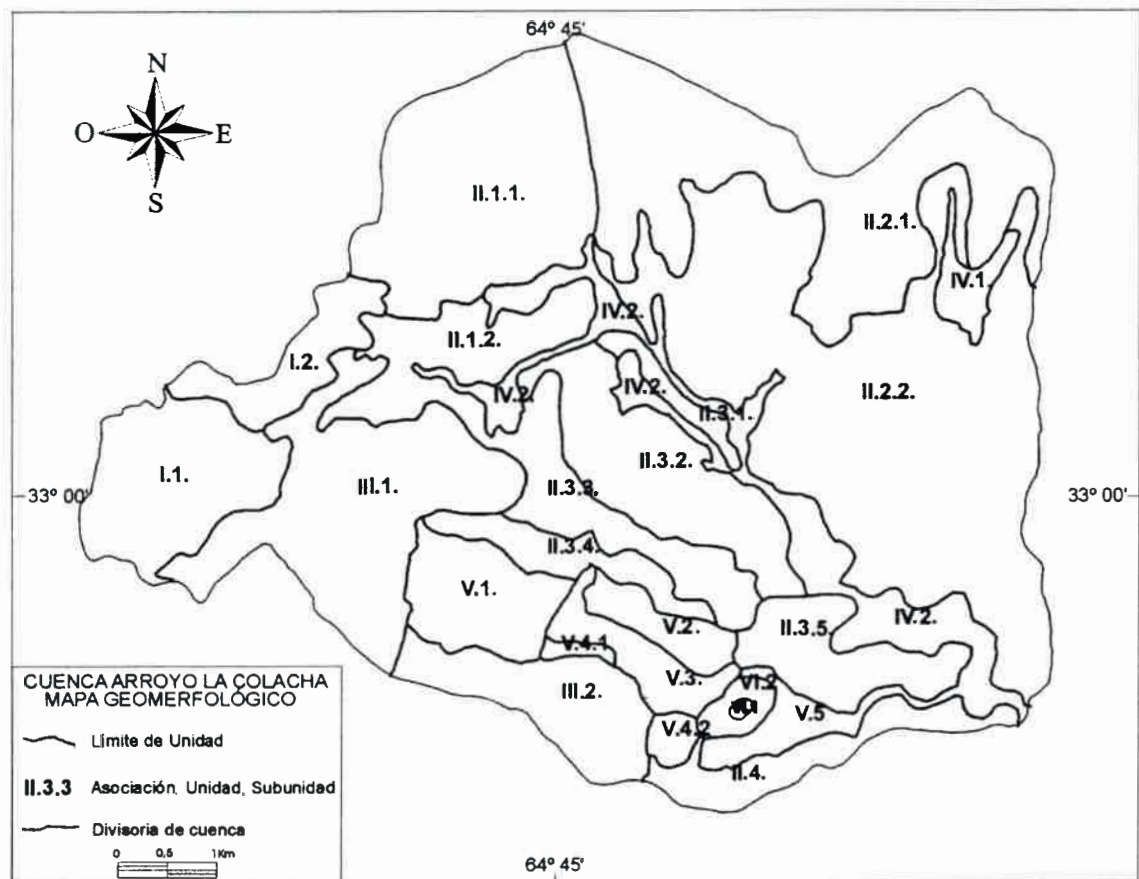 64º 45'
N
O E
S
II.1.1.
II.2.1.
IV.1.
IV.2.
II.1.2.
I.2.
IV.2.
IV.2.
II.3.1.
II.2.2.
II.3.2.
I.1.
III.1.
II.3.3.
33º 00'
33º 00'
II.3.4.
V.1.
IV.2.
V.2.
II.3.5.
V.4.1
V.3.
VI.2
III.2.
V.5
V.4.2
II.4.
CUENCA ARROYO LA COLACHA
MAPA GEOMERFOLÓGICO
Límite de Unidad
II.3.3 Asociación, Unidad, Subunidad
Divisoria de cuenca
0 0,5 1Km
64º 45'